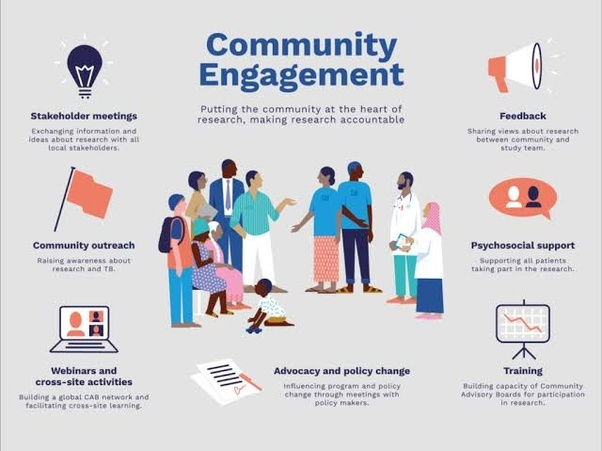 Community
Engagement
Putting the community at the heart of
research, making research accountable
Stakeholder meetings
Exchanging information and
ideas about research with all
local stakeholders.
Feedback
Sharing views about research
between community and
study team.
Community outreach
Raising awareness about
research and TB.
Psychosocial support
Supporting all patients
taking part in the research.
Webinars and
cross-site activities
Building a global CAB network and
facilitating cross-site learning.
Advocacy and policy change
Influencing program and policy
change through meetings with
policy makers.
Training
Building capacity of Community
Advisory Boards for participation
in research.